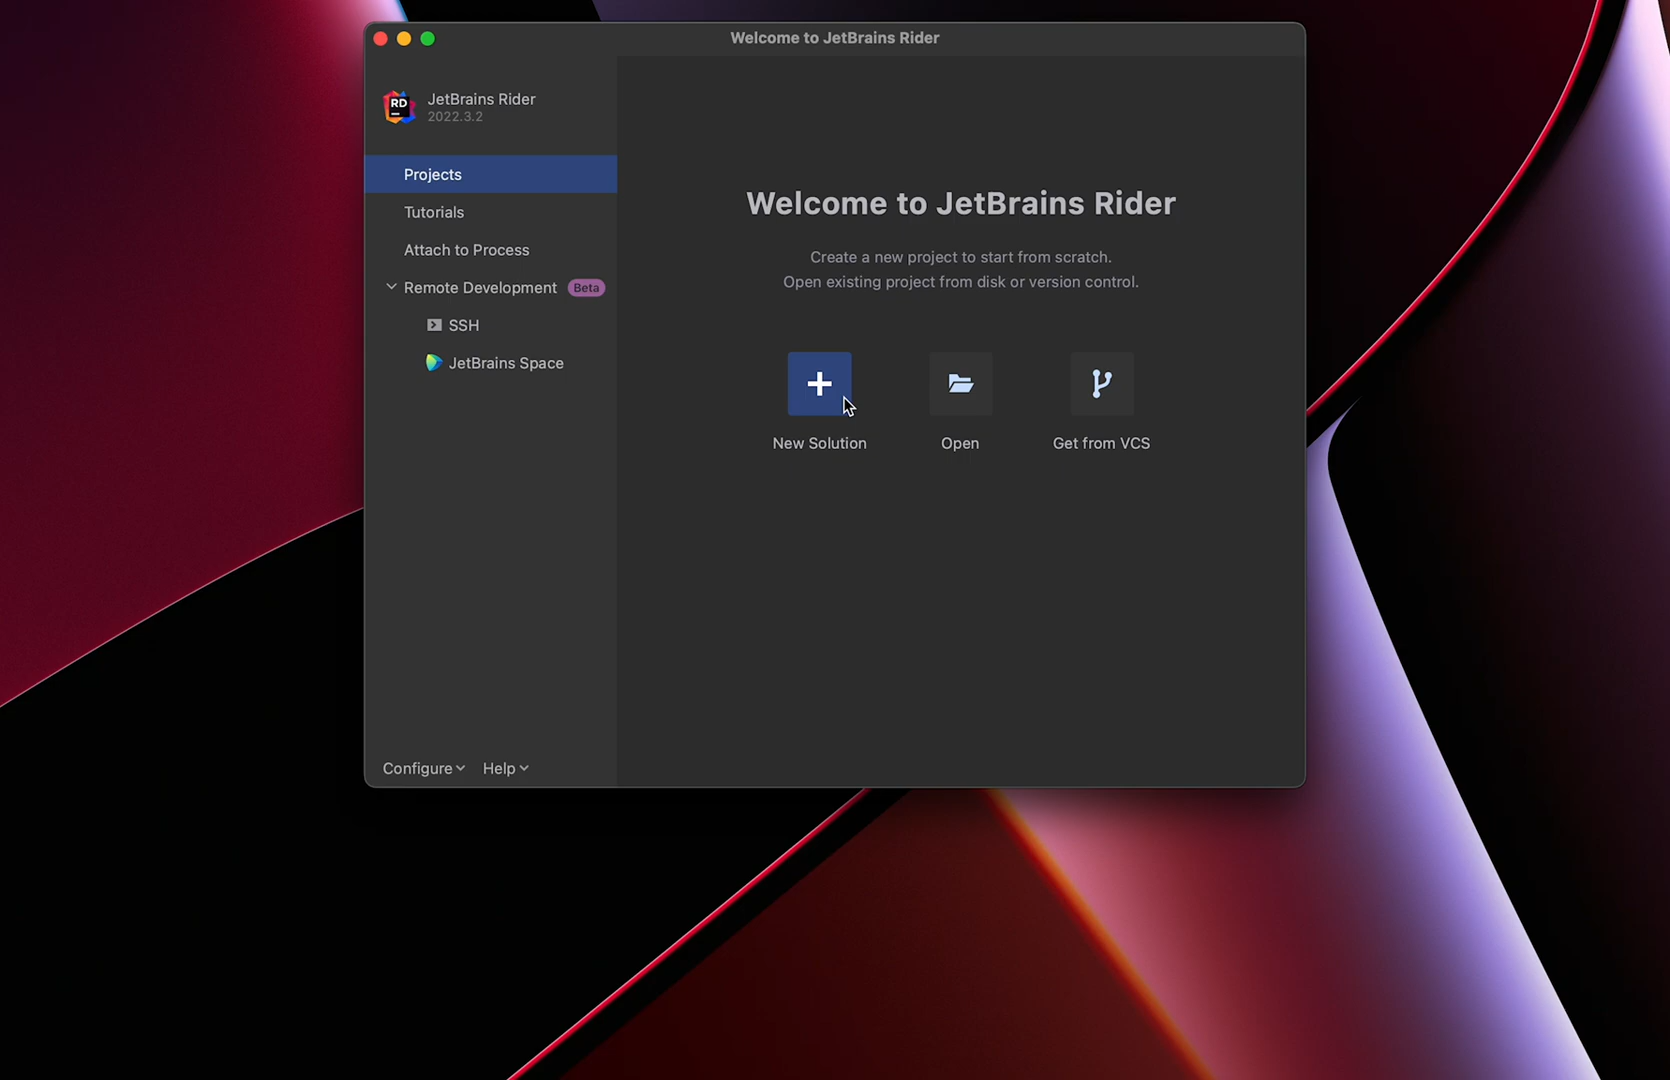 Welcome to JetBrains Rider
RD
JetBrains Rider
2022.3.2
Projects
Tutorials
Attach to Process
Remote Development Beta
SSH
JetBrains Space
Configure
Help
Welcome to JetBrains Rider
Create a new project to start from scratch.
Open existing project from disk or version control.
New Solution
Open
Get from VCS